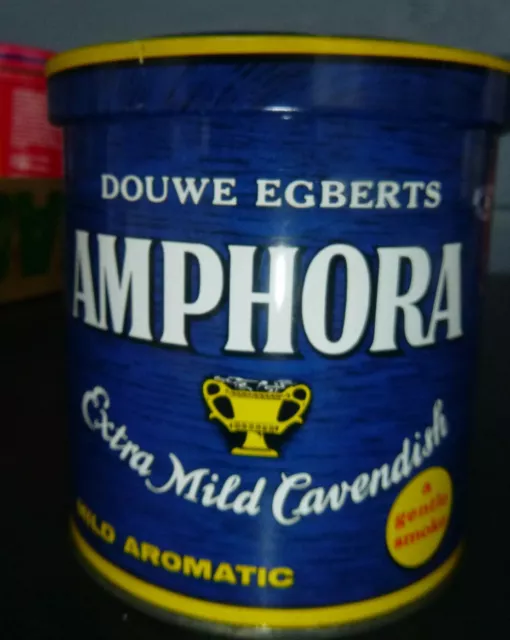 DOUWE EGBERTS
AMPHORA
Extra Mild Cavendish
a
gentle
smoke
MILD AROMATIC